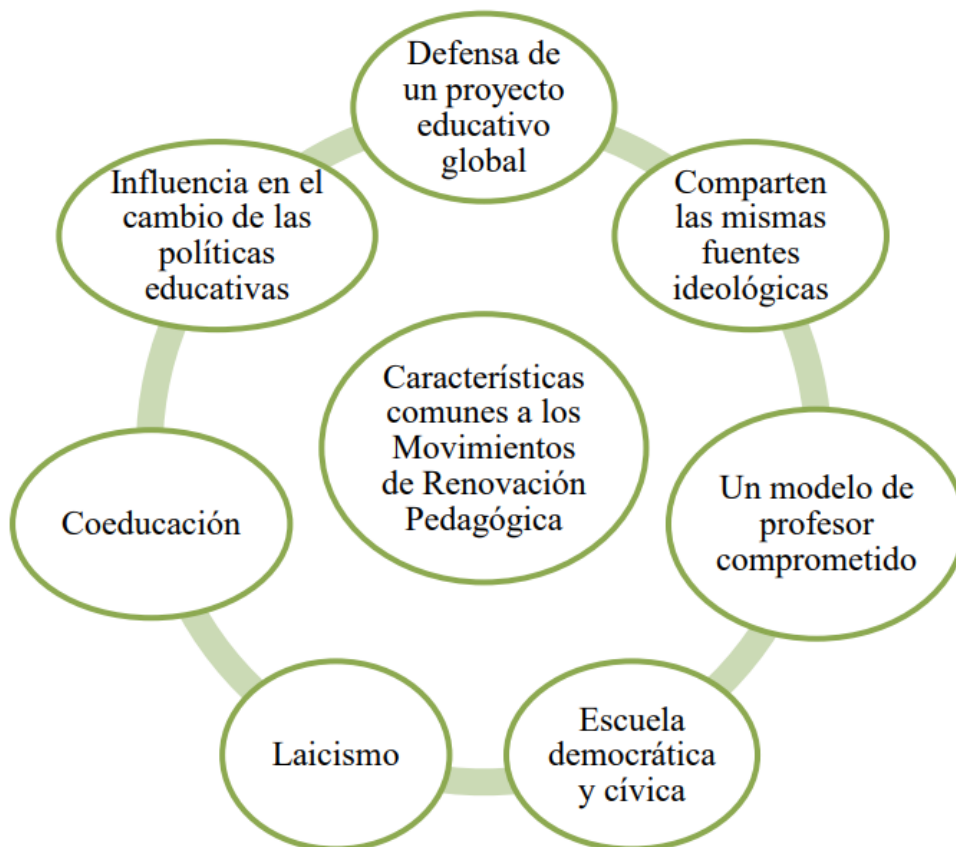 Defensa de
un proyecto
educativo
global
Comparten
las mismas
fuentes
ideológicas
Un modelo de
profesor
comprometido
Escuela
democrática
y cívica
Laicismo
Coeducación
Influencia en el
cambio de las
políticas
educativas
Características
comunes a los
Movimientos
de Renovación
Pedagógica